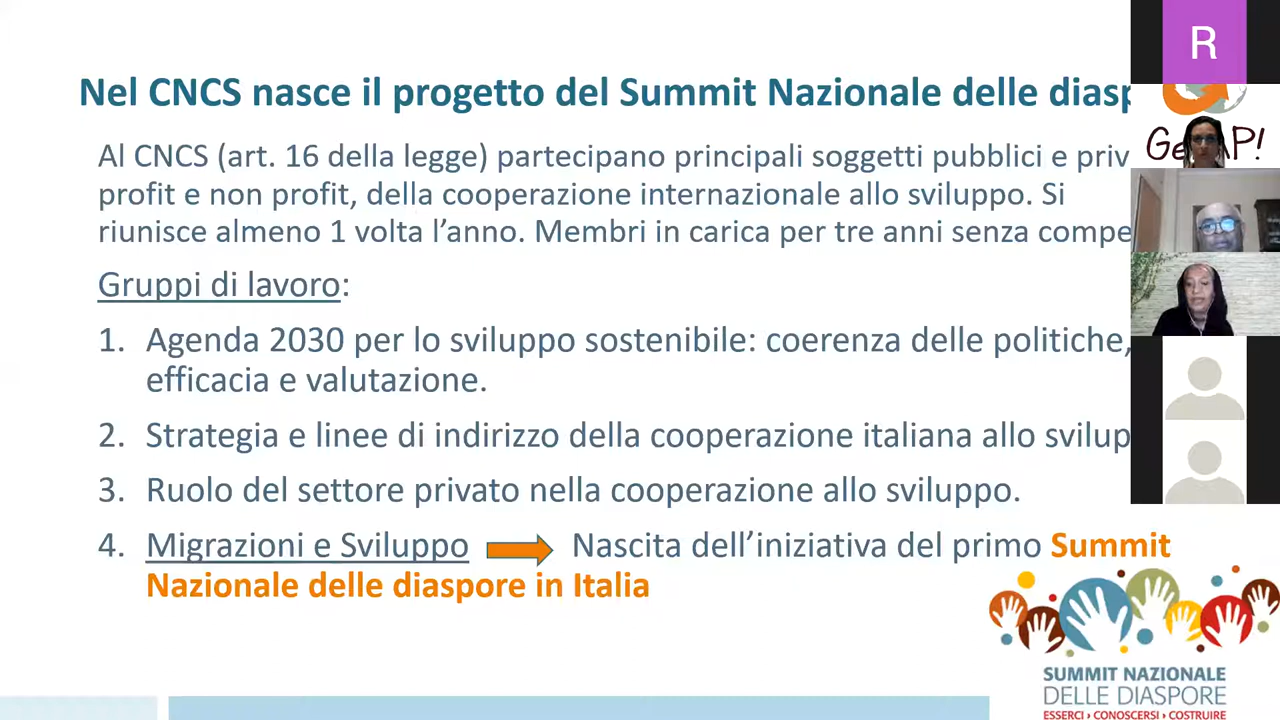 Nel CNCS nasce il progetto del Summit Nazionale delle
Al CNCS (art. 16 della legge) partecipano principali soggetti pubblici e
profit e non profit, della cooperazione internazionale allo sviluppo. Si
riunisce almeno 1 volta l’anno. Membri in carica per tre anni senza
Gruppi di lavoro:
1. Agenda 2030 per lo sviluppo sostenibile: coerenza delle politiche,
efficacia e valutazione.
2. Strategia e linee di indirizzo della cooperazione italiana allo
3. Ruolo del settore privato nella cooperazione allo sviluppo.
4. Migrazioni e Sviluppo Nascita dell’iniziativa del primo Summit
Nazionale delle diaspore in Italia
R
SUMMIT NAZIONALE
DELLE DIASPORE
ESSERCI › CONOSCERSI › COSTRUIRE